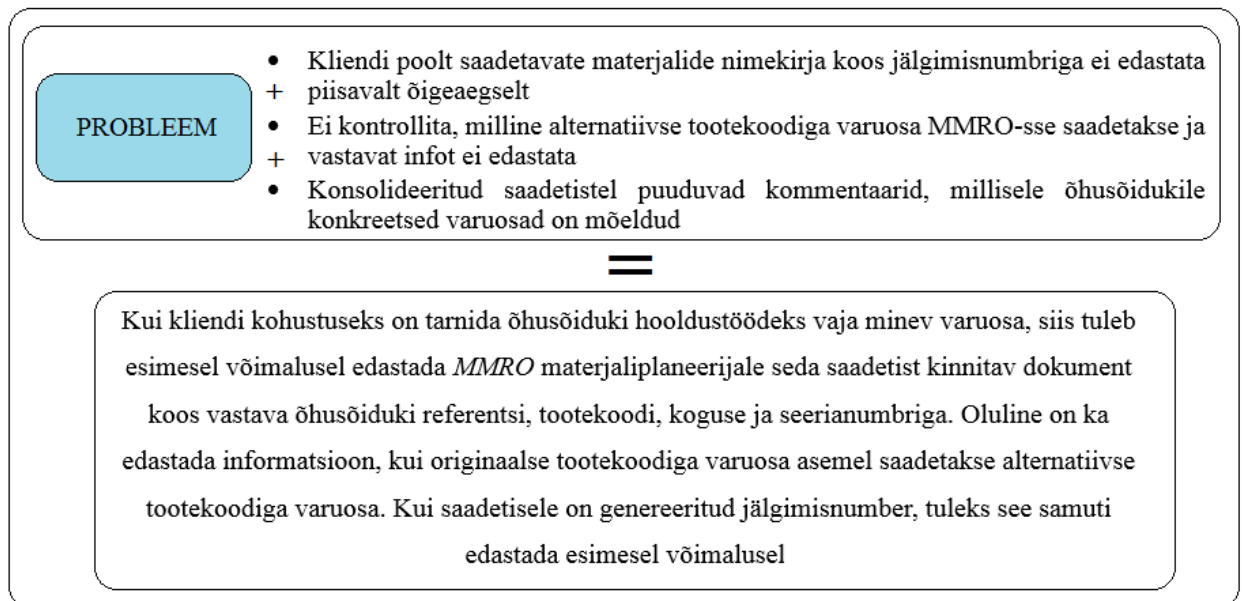 PROBLEEM
• Kliendi poolt saadetavate materjalide nimekirja koos jälgimisnumbriga ei edastata
+ piisavalt õigeaegselt
• Ei kontrollita, milline alternatiivse tootekoodiga varuosa MMRO-sse saadetakse ja
+ vastavat infot ei edastata
• Konsolideeritud saadetistel puuduvad kommentaarid, millisele õhusõidukile
konkreetsed varuosad on mõeldud
=
Kui kliendi kohustuseks on tarnida õhusõiduki hooldustöödeks vaja minev varuosa, siis tuleb
esimesel võimalusel edastada MMRO materjaliplaneerijale seda saadetist kinnitav dokument
koos vastava õhusõiduki referentsi, tootekoodi, koguse ja seerianumbriga. Oluline on ka
edastada informatsioon, kui originaalse tootekoodiga varuosa asemel saadetakse alternatiivse
tootekoodiga varuosa. Kui saadetisele on genereeritud jälgimisnumber, tuleks see samuti
edastada esimesel võimalusel